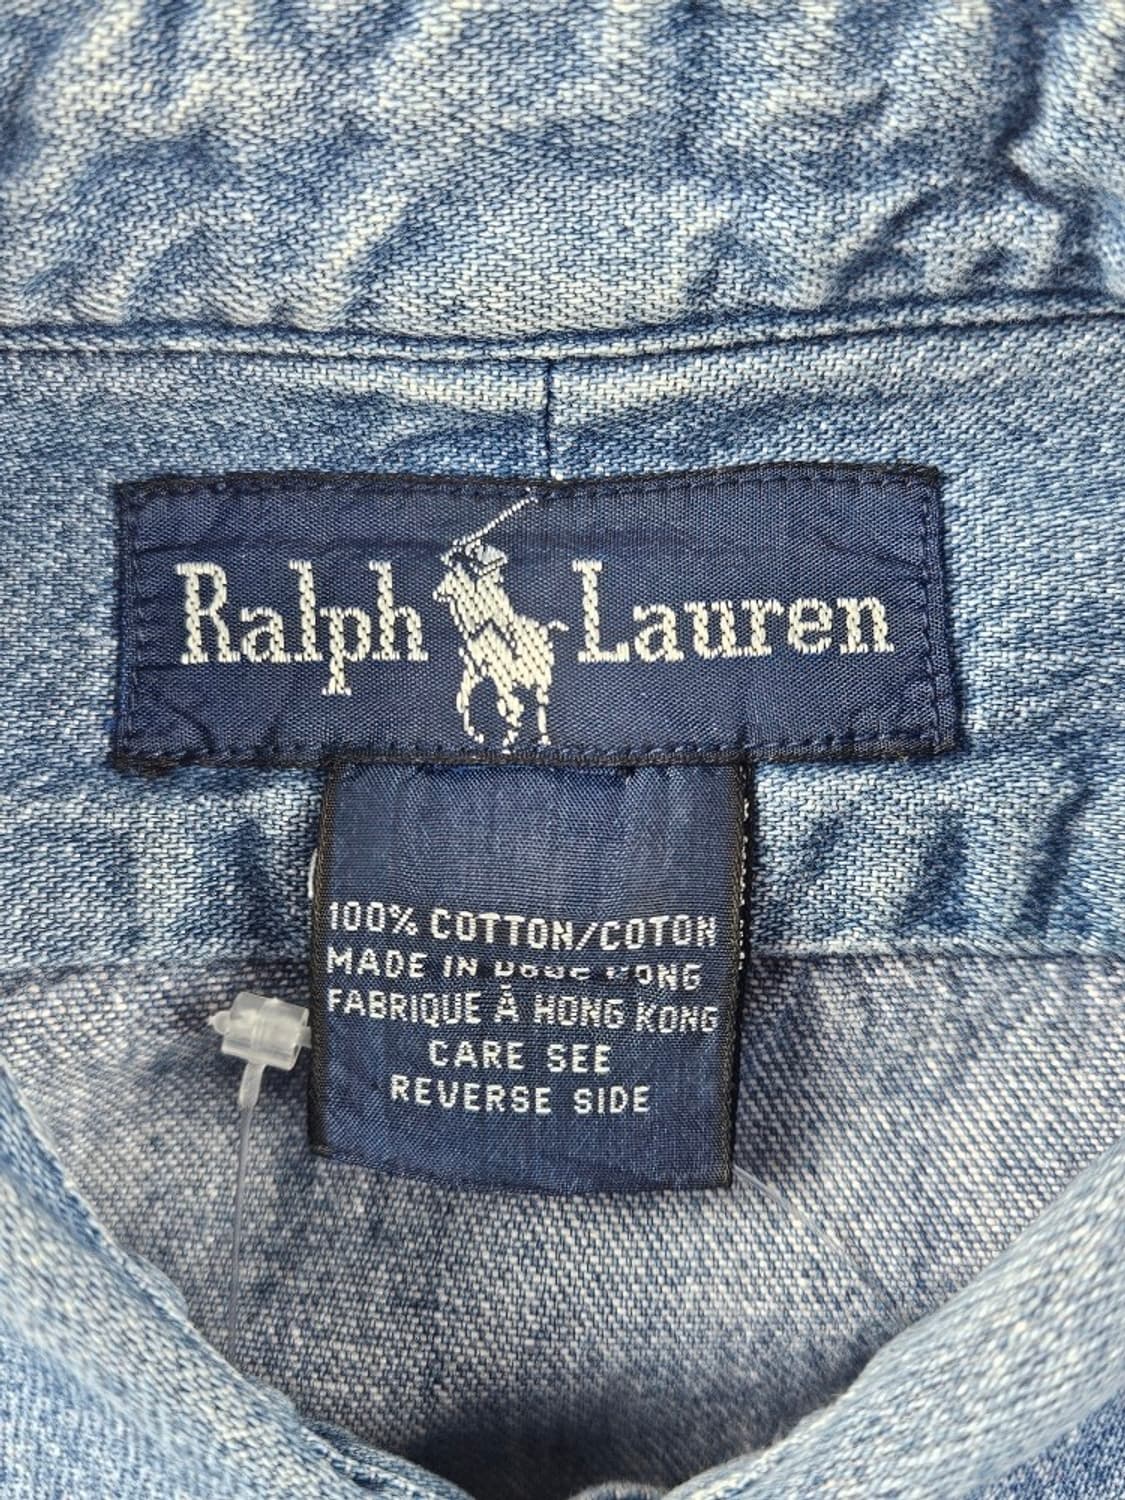 Ralph Lauren
100% COTTON/COTON
MADE IN
FABRIQUE À HONG KONG
CARE SEE
REVERSE SIDE